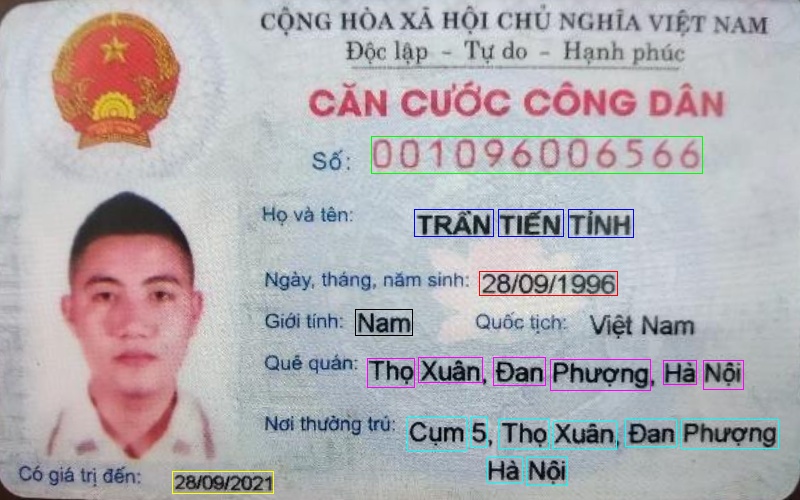 CỘNG HÒA XÃ HỘI CHỦ NGHĨA VIỆT NAM
Độc lập - Tự do - Hạnh phúc
CĂN CƯỚC CÔNG DÂN
Số: 001096006566
Họ và tên: TRẦN TIẾN TỈNH
Ngày, tháng, năm sinh: 28/09/1996
Giới tính: Nam Quốc tịch: Việt Nam
Quê quán: Thọ Xuân, Đan Phượng, Hà Nội
Nơi thường trú: Cụm 5, Thọ Xuân, Đan Phượng
Hà Nội
Có giá trị đến: 28/09/2021